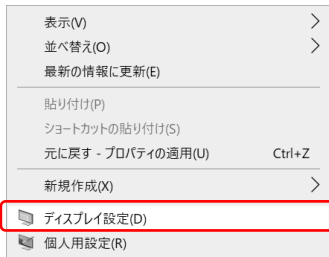 表示(V)
並べ替え(O)
最新の情報に更新(E)
貼り付け(P)
ショートカットの貼り付け(S)
元に戻す - プロパティの適用(U) Ctrl+Z
新規作成(X)
ディスプレイ設定(D)
個人用設定(R)